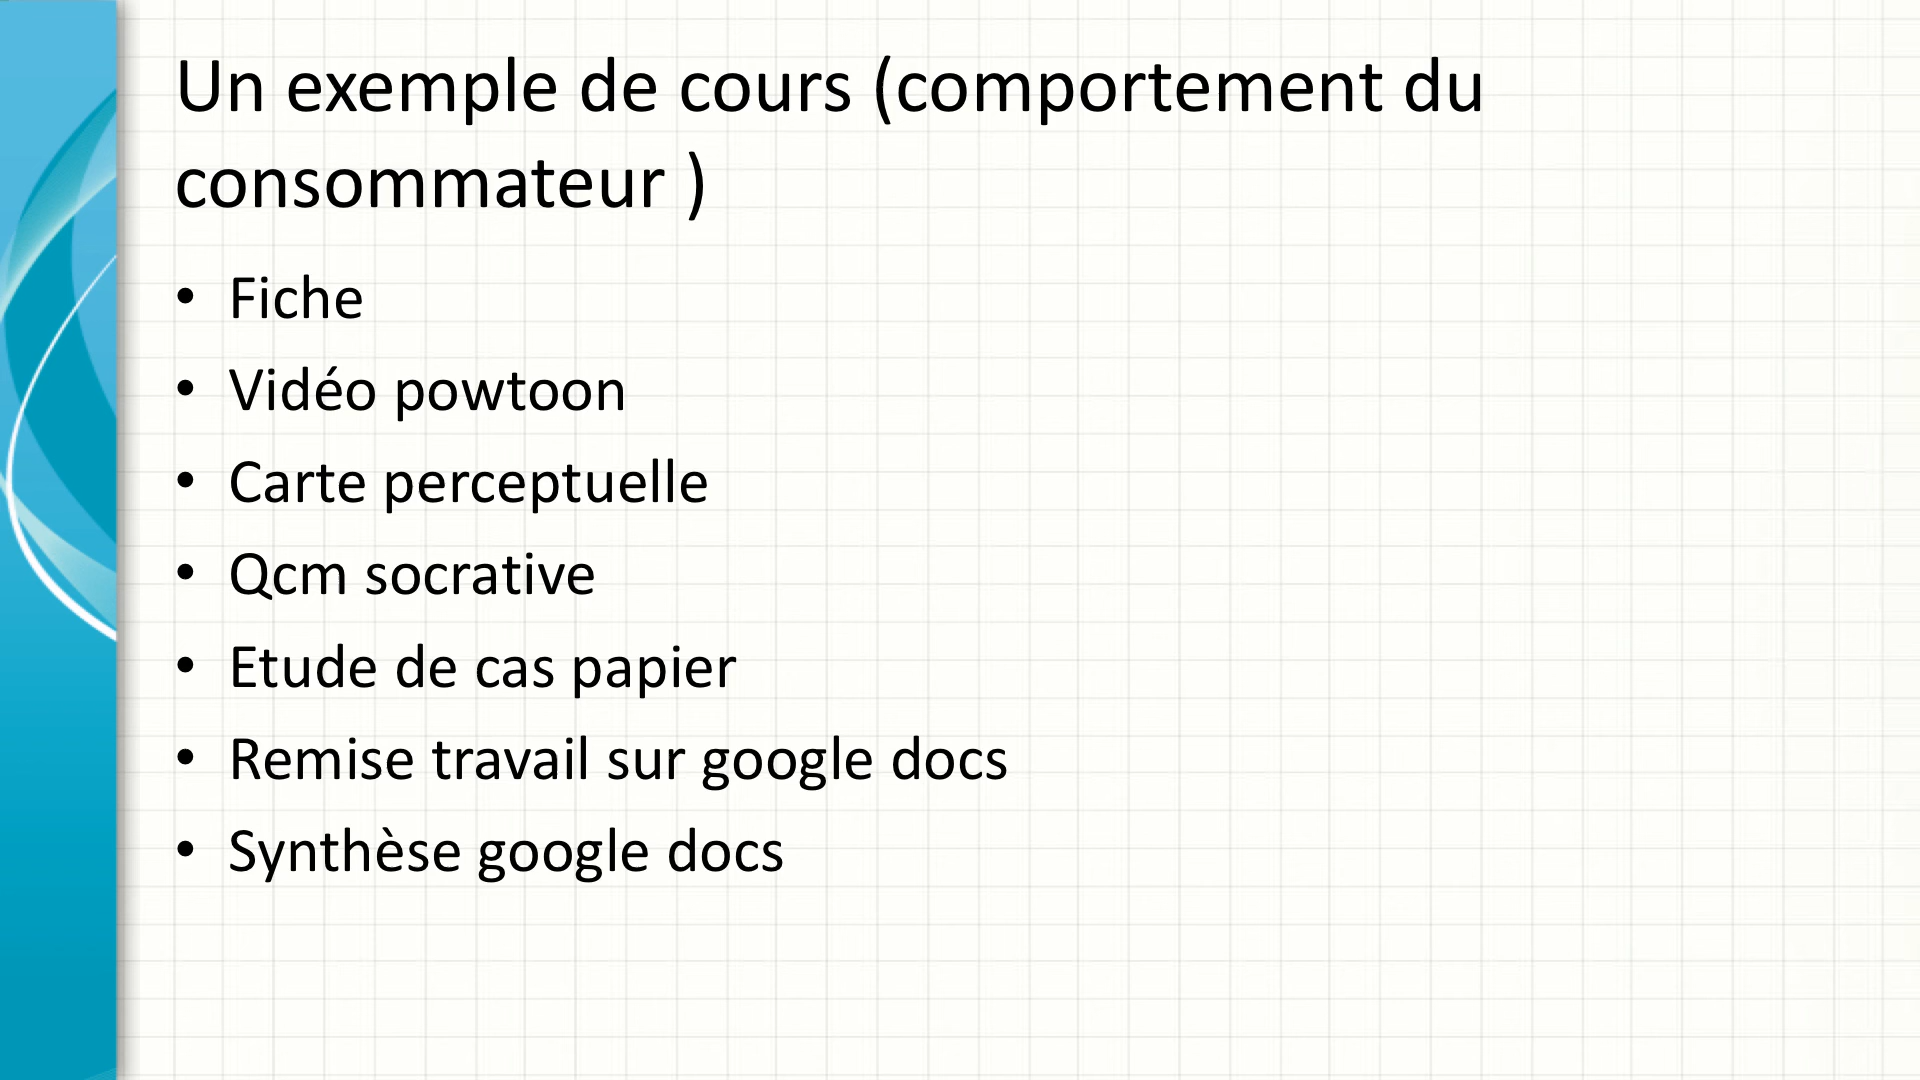 Un exemple de cours (comportement du
consommateur )
• Fiche
• Vidéo powtoon
• Carte perceptuelle
• Qcm socrative
• Etude de cas papier
• Remise travail sur google docs
• Synthèse google docs